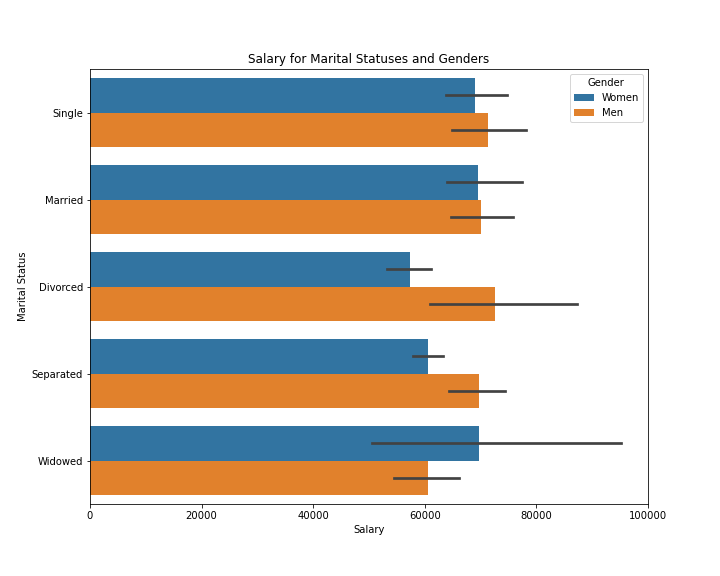 Salary for Marital Statuses and Genders
Gender
Women
Men
Single
Married
Divorced
Separated
Widowed
Marital Status
0 20000 40000 60000 80000 100000
Salary